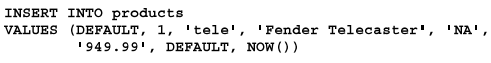 INSERT INTO products
VALUES (DEFAULT, 1, 'tele', 'Fender Telecaster', 'NA',
'949.99', DEFAULT, NOW())